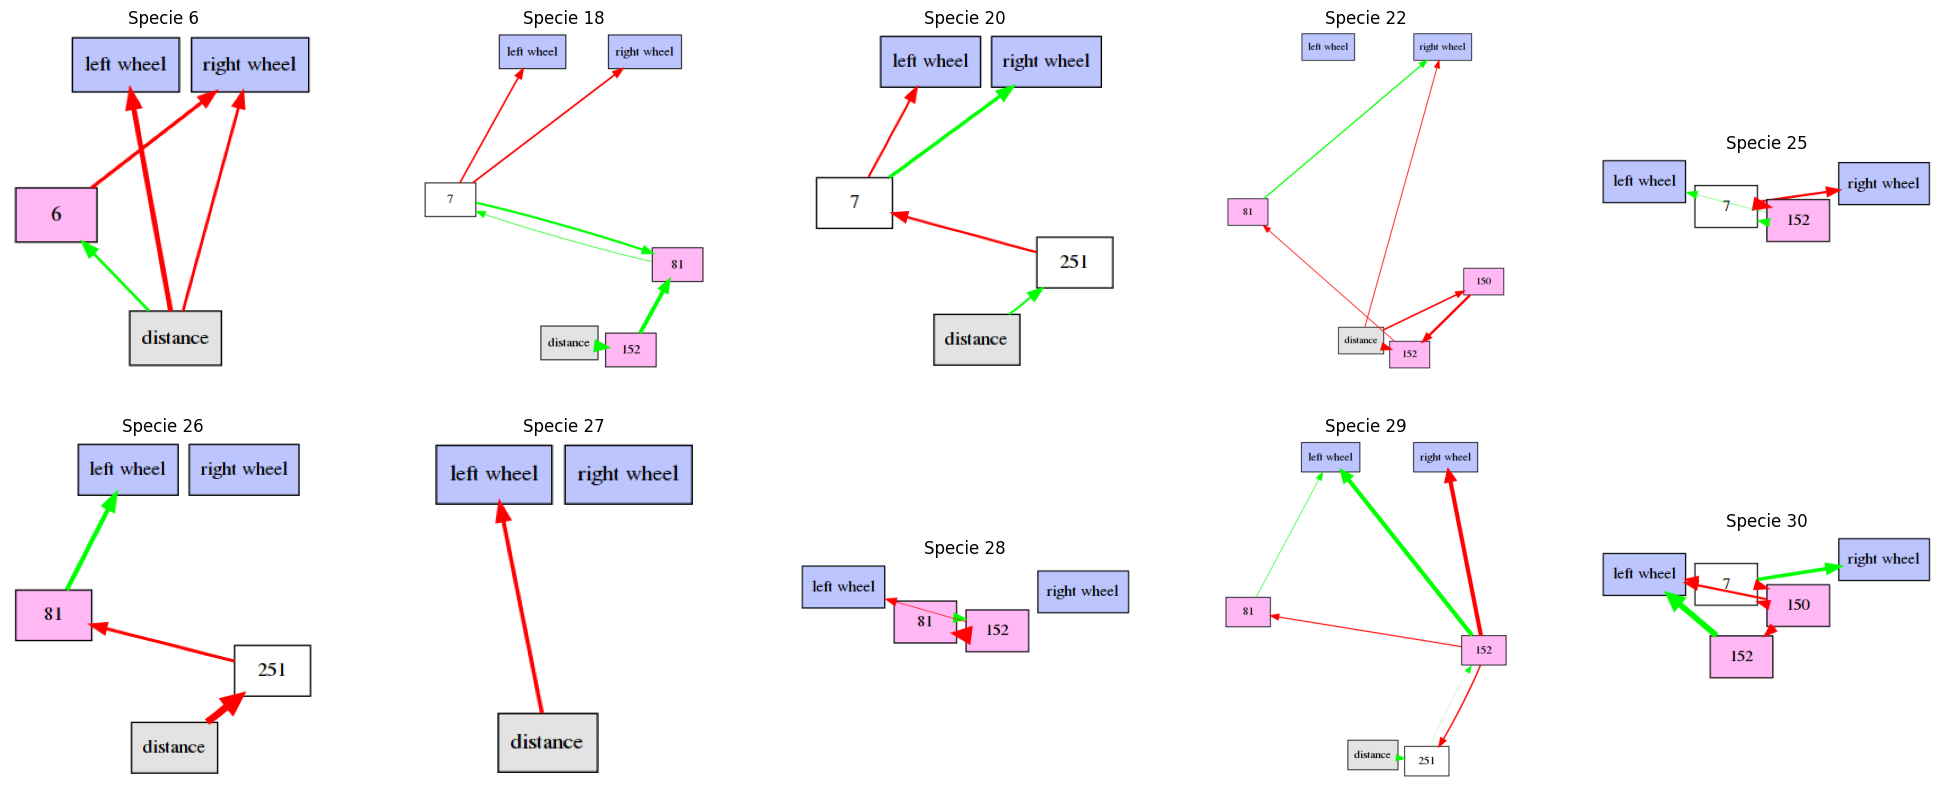 Specie 6
left wheel
right wheel
6
distance
Specie 18
left wheel
right wheel
7
81
distance
152
Specie 20
left wheel
right wheel
7
251
distance
Specie 22
left wheel
right wheel
81
150
distance
152
Specie 25
left wheel
7
right wheel
152
Specie 26
left wheel
right wheel
81
251
distance
Specie 27
left wheel
right wheel
distance
Specie 28
left wheel
81
152
right wheel
Specie 29
left wheel
right wheel
81
152
distance
251
Specie 30
left wheel
7
right wheel
150
152